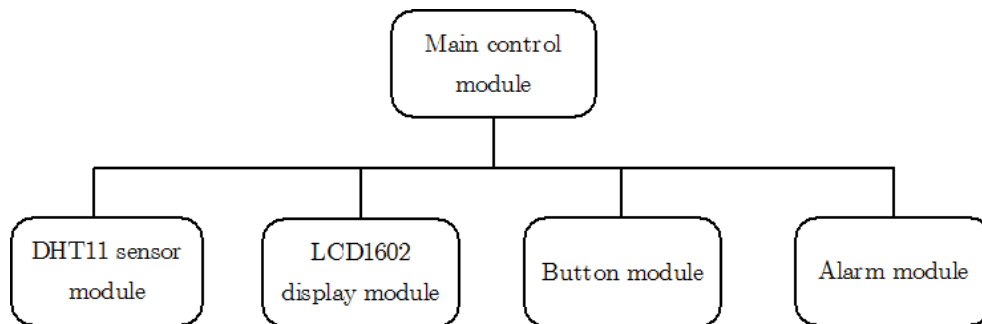 Main control
module
DHT11 sensor
module
LCD1602
display module
Button module
Alarm module